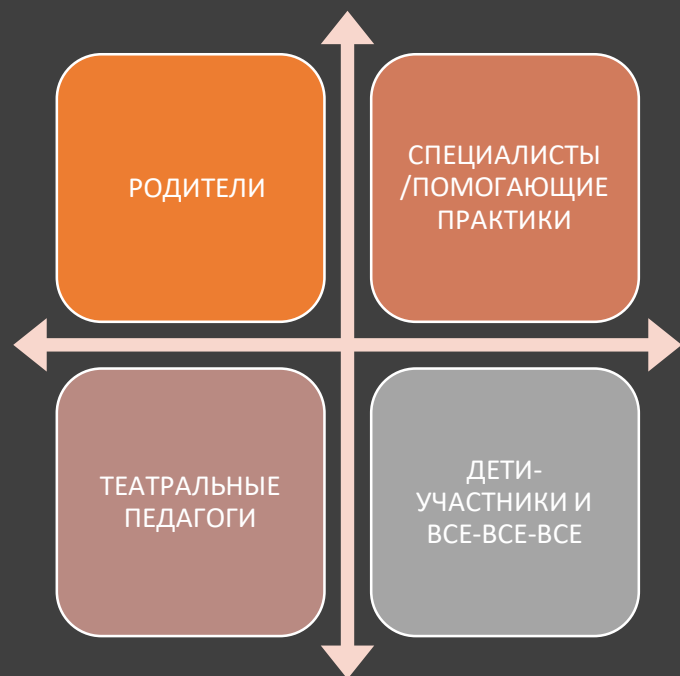 РОДИТЕЛИ
СПЕЦИАЛИСТЫ
/ПОМОГАЮЩИЕ
ПРАКТИКИ
ТЕАТРАЛЬНЫЕ
ПЕДАГОГИ
ДЕТИ-
УЧАСТНИКИ И
ВСЕ-ВСЕ-ВСЕ